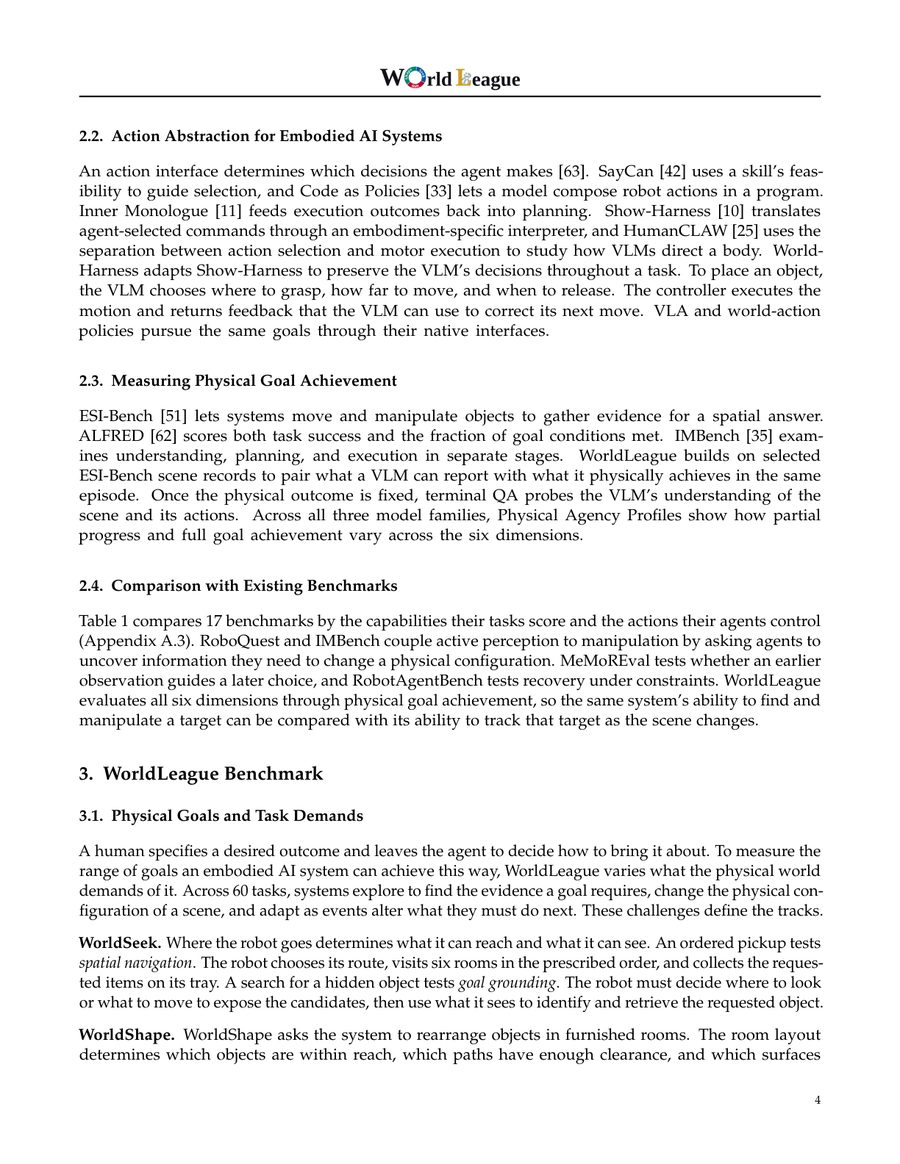 World League
2.2. Action Abstraction for Embodied AI Systems
An action interface determines which decisions the agent makes [63]. SayCan [42] uses a skill's feas-
ibility to guide selection, and Code as Policies [33] lets a model compose robot actions in a program.
Inner Monologue [11] feeds execution outcomes back into planning. Show-Harness [10] translates
agent-selected commands through an embodiment-specific interpreter, and HumanCLAW [25] uses the
separation between action selection and motor execution to study how VLMs direct a body. World-
Harness adapts Show-Harness to preserve the VLM's decisions throughout a task. To place an object,
the VLM chooses where to grasp, how far to move, and when to release. The controller executes the
motion and returns feedback that the VLM can use to correct its next move. VLA and world-action
policies pursue the same goals through their native interfaces.
2.3. Measuring Physical Goal Achievement
ESI-Bench [51] lets systems move and manipulate objects to gather evidence for a spatial answer.
ALFRED [62] scores both task success and the fraction of goal conditions met. IMBench [35] exam-
ines understanding, planning, and execution in separate stages. WorldLeague builds on selected
ESI-Bench scene records to pair what a VLM can report with what it physically achieves in the same
episode. Once the physical outcome is fixed, terminal QA probes the VLM's understanding of the
scene and its actions. Across all three model families, Physical Agency Profiles show how partial
progress and full goal achievement vary across the six dimensions.
2.4. Comparison with Existing Benchmarks
Table 1 compares 17 benchmarks by the capabilities their tasks score and the actions their agents control
(Appendix A.3). RoboQuest and IMBench couple active perception to manipulation by asking agents to
uncover information they need to change a physical configuration. MeMoREval tests whether an earlier
observation guides a later choice, and RobotAgentBench tests recovery under constraints. WorldLeague
evaluates all six dimensions through physical goal achievement, so the same system's ability to find and
manipulate a target can be compared with its ability to track that target as the scene changes.
3. WorldLeague Benchmark
3.1. Physical Goals and Task Demands
A human specifies a desired outcome and leaves the agent to decide how to bring it about. To measure the
range of goals an embodied AI system can achieve this way, WorldLeague varies what the physical world
demands of it. Across 60 tasks, systems explore to find the evidence a goal requires, change the physical con-
figuration of a scene, and adapt as events alter what they must do next. These challenges define the tracks.
WorldSeek. Where the robot goes determines what it can reach and what it can see. An ordered pickup tests
spatial navigation. The robot chooses its route, visits six rooms in the prescribed order, and collects the reques-
ted items on its tray. A search for a hidden object tests goal grounding. The robot must decide where to look
or what to move to expose the candidates, then use what it sees to identify and retrieve the requested object.
WorldShape. WorldShape asks the system to rearrange objects in furnished rooms. The room layout
determines which objects are within reach, which paths have enough clearance, and which surfaces
4